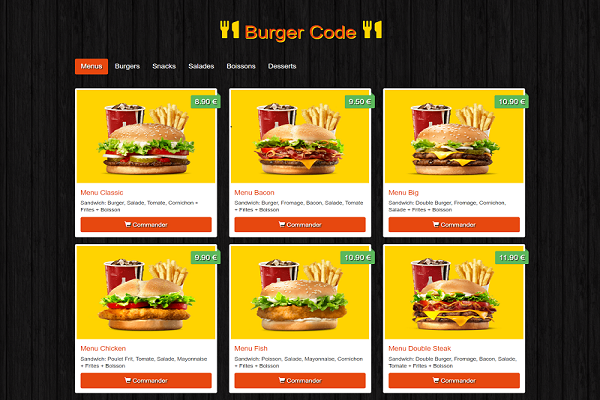 Burger Code
Menus Burgers Snacks Salades Boissons Desserts
8.90 €
Menu Classic
Sandwich: Burger, Salade, Tomate, Cornichon +
Frites + Boisson
Commander
9.50 €
Menu Bacon
Sandwich: Burger, Fromage, Bacon, Salade, Tomate
+ Frites + Boisson
Commander
10.90 €
Menu Big
Sandwich: Double Burger, Fromage, Cornichon,
Salade + Frites + Boisson
Commander
9.90 €
Menu Chicken
Sandwich: Poulet Frit, Tomate, Salade, Mayonnaise
+ Frites + Boisson
Commander
10.90 €
Menu Fish
Sandwich: Poisson, Salade, Mayonnaise, Cornichon
+ Frites + Boisson
Commander
11.90 €
Menu Double Steak
Sandwich: Double Burger, Fromage, Bacon, Salade,
Tomate + Frites + Boisson
Commander